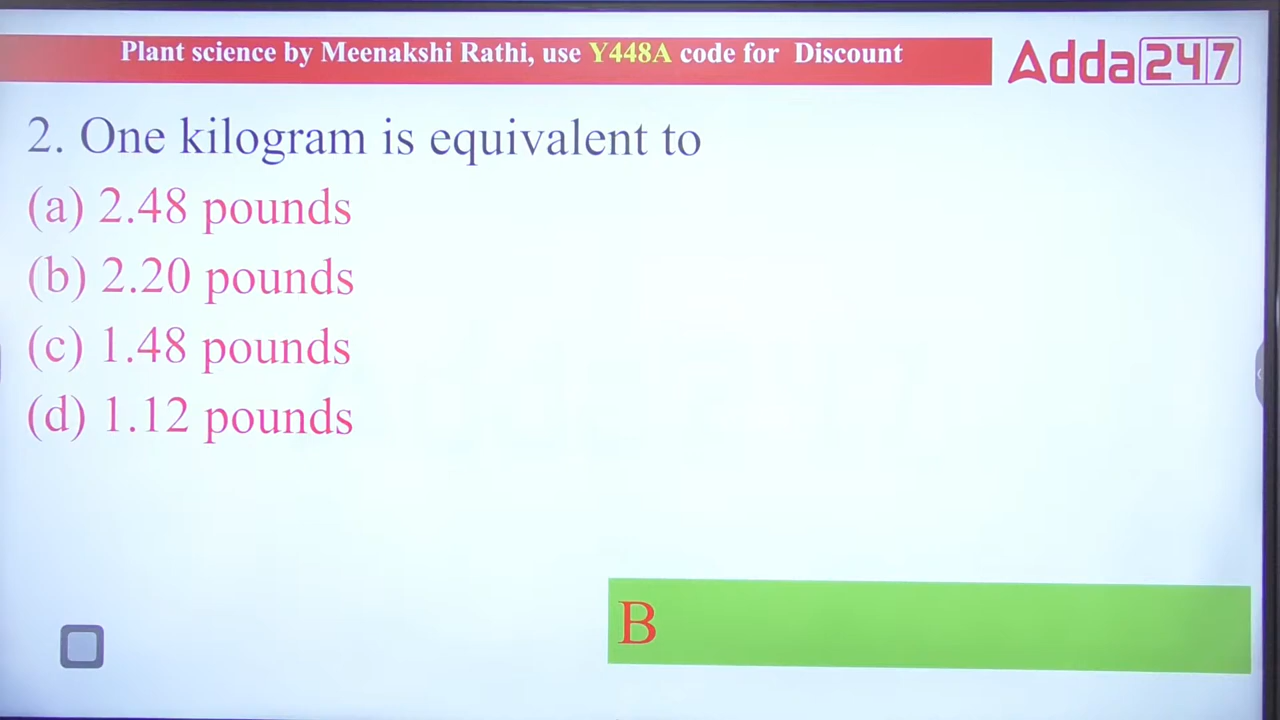 Plant science by Meenakshi Rathi, use Y448A code for Discount
Adda247
2. One kilogram is equivalent to
(a) 2.48 pounds
(b) 2.20 pounds
(c) 1.48 pounds
(d) 1.12 pounds
B